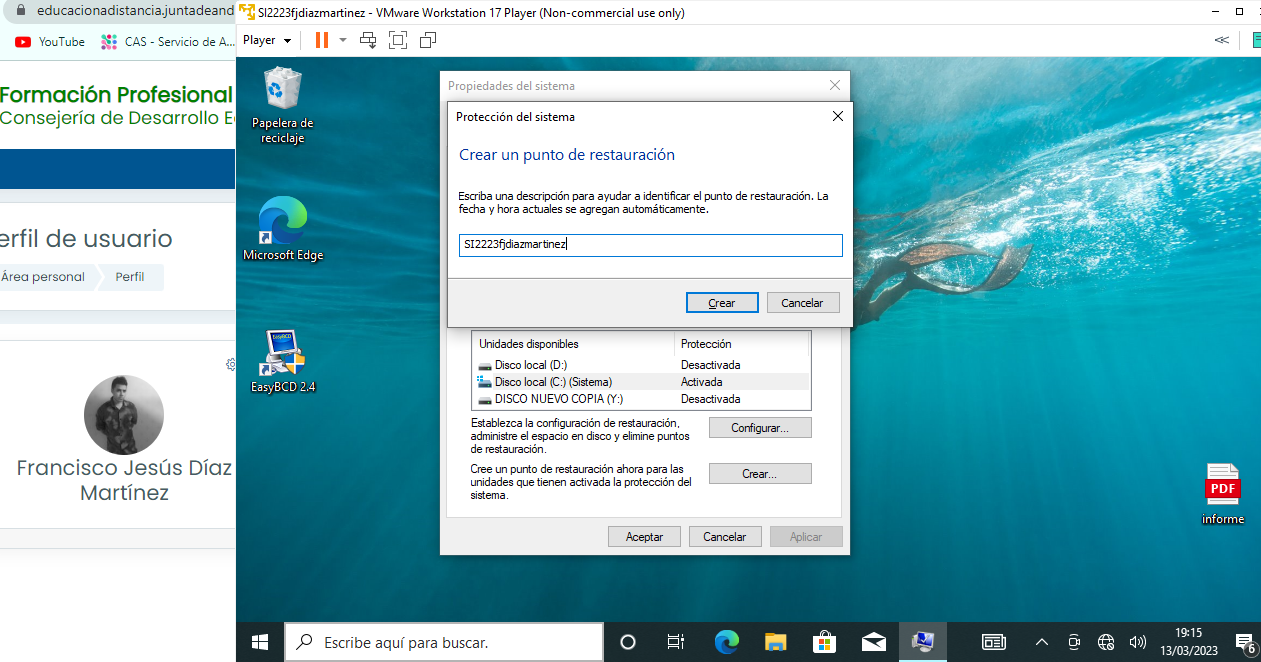 educacionadistancia.juntadeand
YouTube
CAS - Servicio de A...
Formación Profesional
Consejería de Desarrollo E
erfil de usuario
Área personal
Perfil
Francisco Jesús Díaz
Martínez
SI2223fjdiazmartinez - VMware Workstation 17 Player (Non-commercial use only)
Player
Papelera de
reciclaje
Microsoft Edge
EasyBCD
EasyBCD 2.4
Propiedades del sistema
Protección del sistema
Crear un punto de restauración
Escriba una descripción para ayudar a identificar el punto de restauración. La
fecha y hora actuales se agregan automáticamente.
SI2223fjdiazmartinez
Crear
Cancelar
Unidades disponibles
Protección
Disco local (D:)
Desactivada
Disco local (C:) (Sistema)
Activada
DISCO NUEVO COPIA (Y:)
Desactivada
Establezca la configuración de restauración,
administre el espacio en disco y elimine puntos
de restauración.
Configurar...
Cree un punto de restauración ahora para las
unidades que tienen activada la protección del
sistema.
Crear...
Aceptar
Cancelar
Aplicar
PDF
informe
Escribe aquí para buscar.
19:15
13/03/2023
6